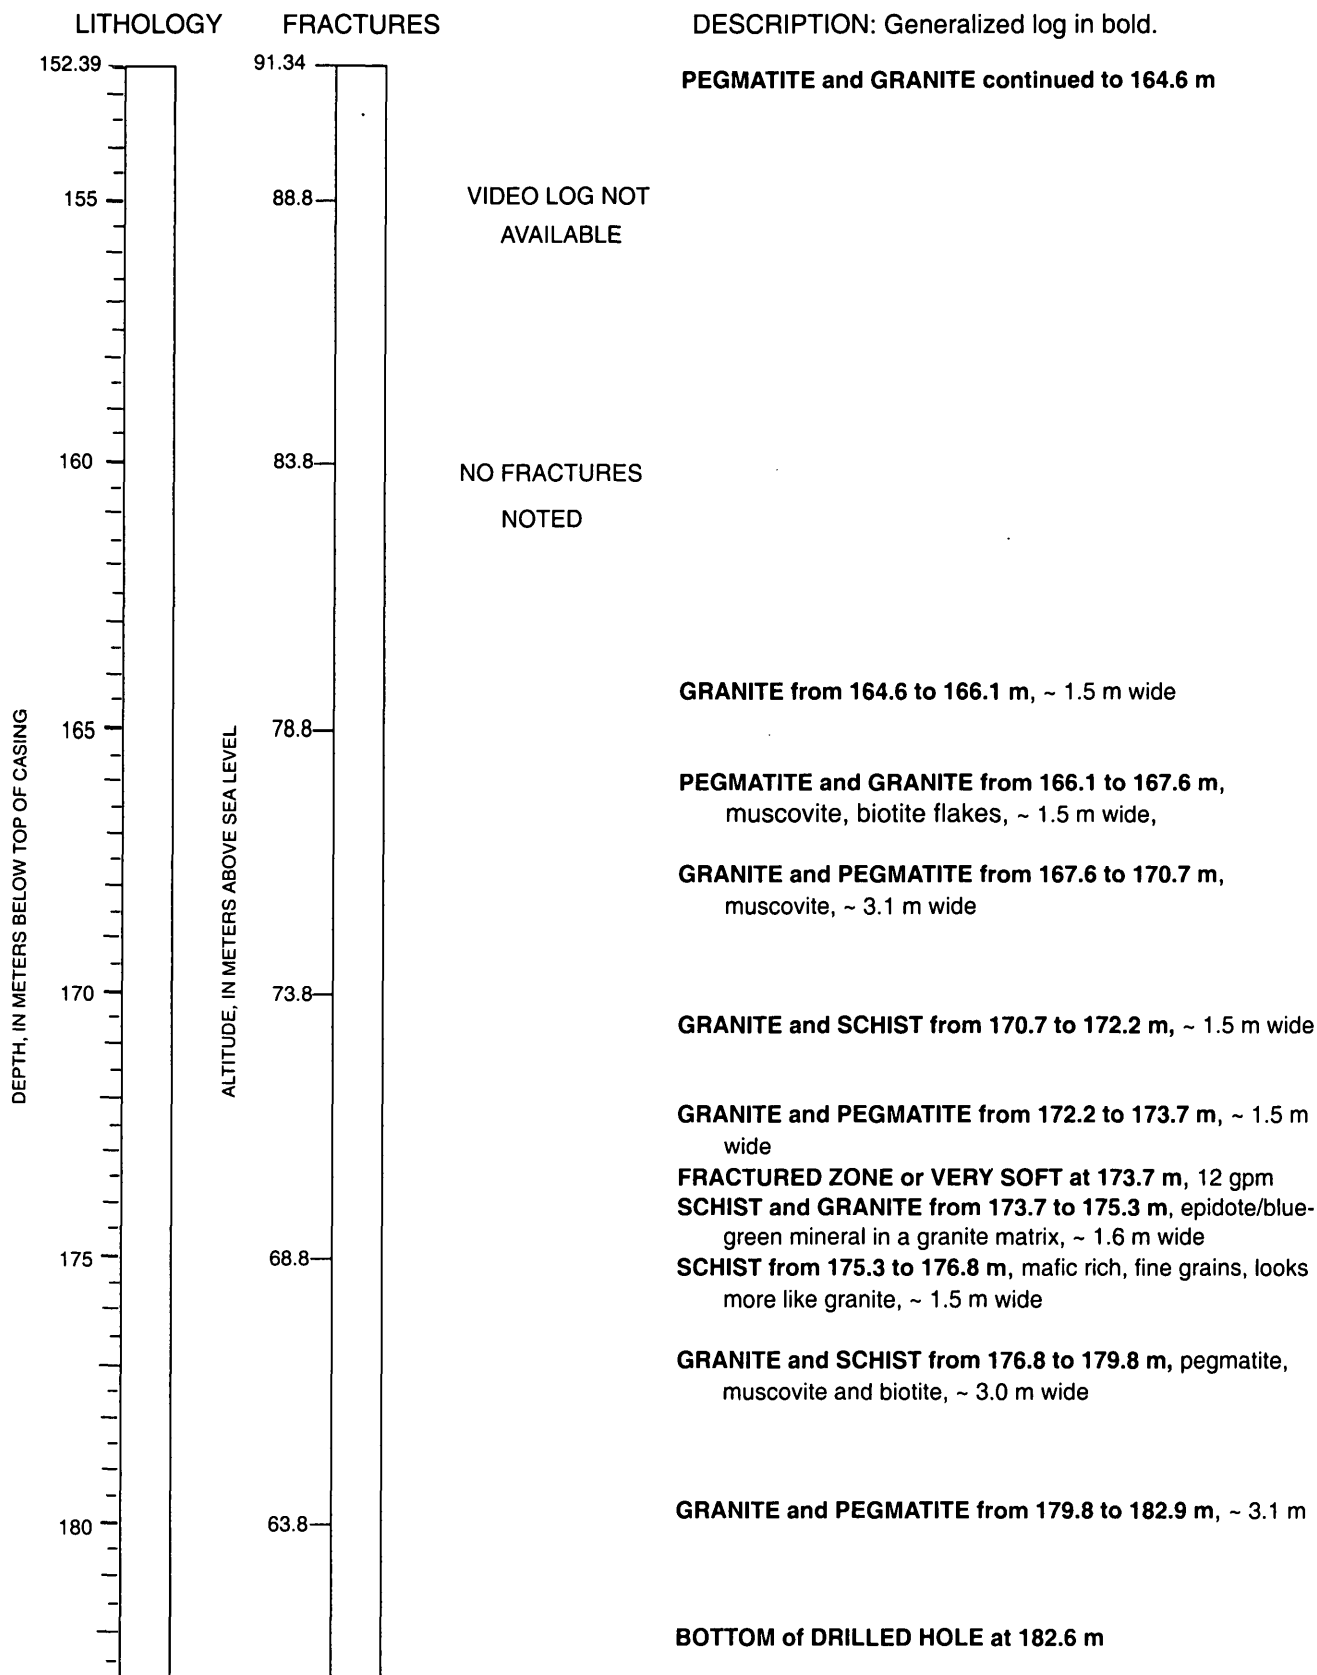 LITHOLOGY FRACTURES DESCRIPTION: Generalized log in bold.
152.39 91.34
PEGMATITE and GRANITE continued to 164.6 m
155 88.8 VIDEO LOG NOT
AVAILABLE
160 83.8 NO FRACTURES
NOTED
GRANITE from 164.6 to 166.1 m, ~ 1.5 m wide
165 78.8
PEGMATITE and GRANITE from 166.1 to 167.6 m,
muscovite, biotite flakes, ~ 1.5 m wide,
GRANITE and PEGMATITE from 167.6 to 170.7 m,
muscovite, ~ 3.1 m wide
DEPTH, IN METERS BELOW TOP OF CASING
ALTITUDE, IN METERS ABOVE SEA LEVEL
170 73.8
GRANITE and SCHIST from 170.7 to 172.2 m, ~ 1.5 m wide
GRANITE and PEGMATITE from 172.2 to 173.7 m, ~ 1.5 m
wide
FRACTURED ZONE or VERY SOFT at 173.7 m, 12 gpm
SCHIST and GRANITE from 173.7 to 175.3 m, epidote/blue-
green mineral in a granite matrix, ~ 1.6 m wide
175 68.8
SCHIST from 175.3 to 176.8 m, mafic rich, fine grains, looks
more like granite, ~ 1.5 m wide
GRANITE and SCHIST from 176.8 to 179.8 m, pegmatite,
muscovite and biotite, ~ 3.0 m wide
GRANITE and PEGMATITE from 179.8 to 182.9 m, ~ 3.1 m
180 63.8
BOTTOM of DRILLED HOLE at 182.6 m